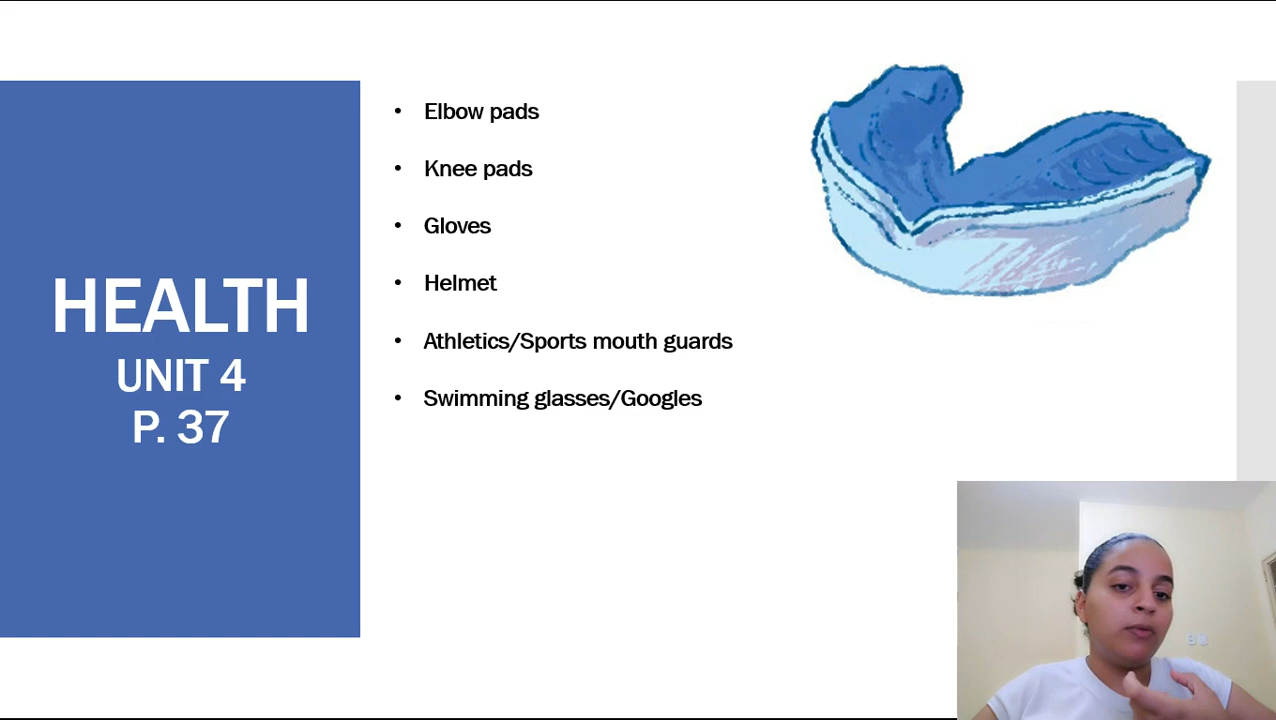 HEALTH
UNIT 4
P. 37
• Elbow pads
• Knee pads
• Gloves
• Helmet
• Athletics/Sports mouth guards
• Swimming glasses/Googles